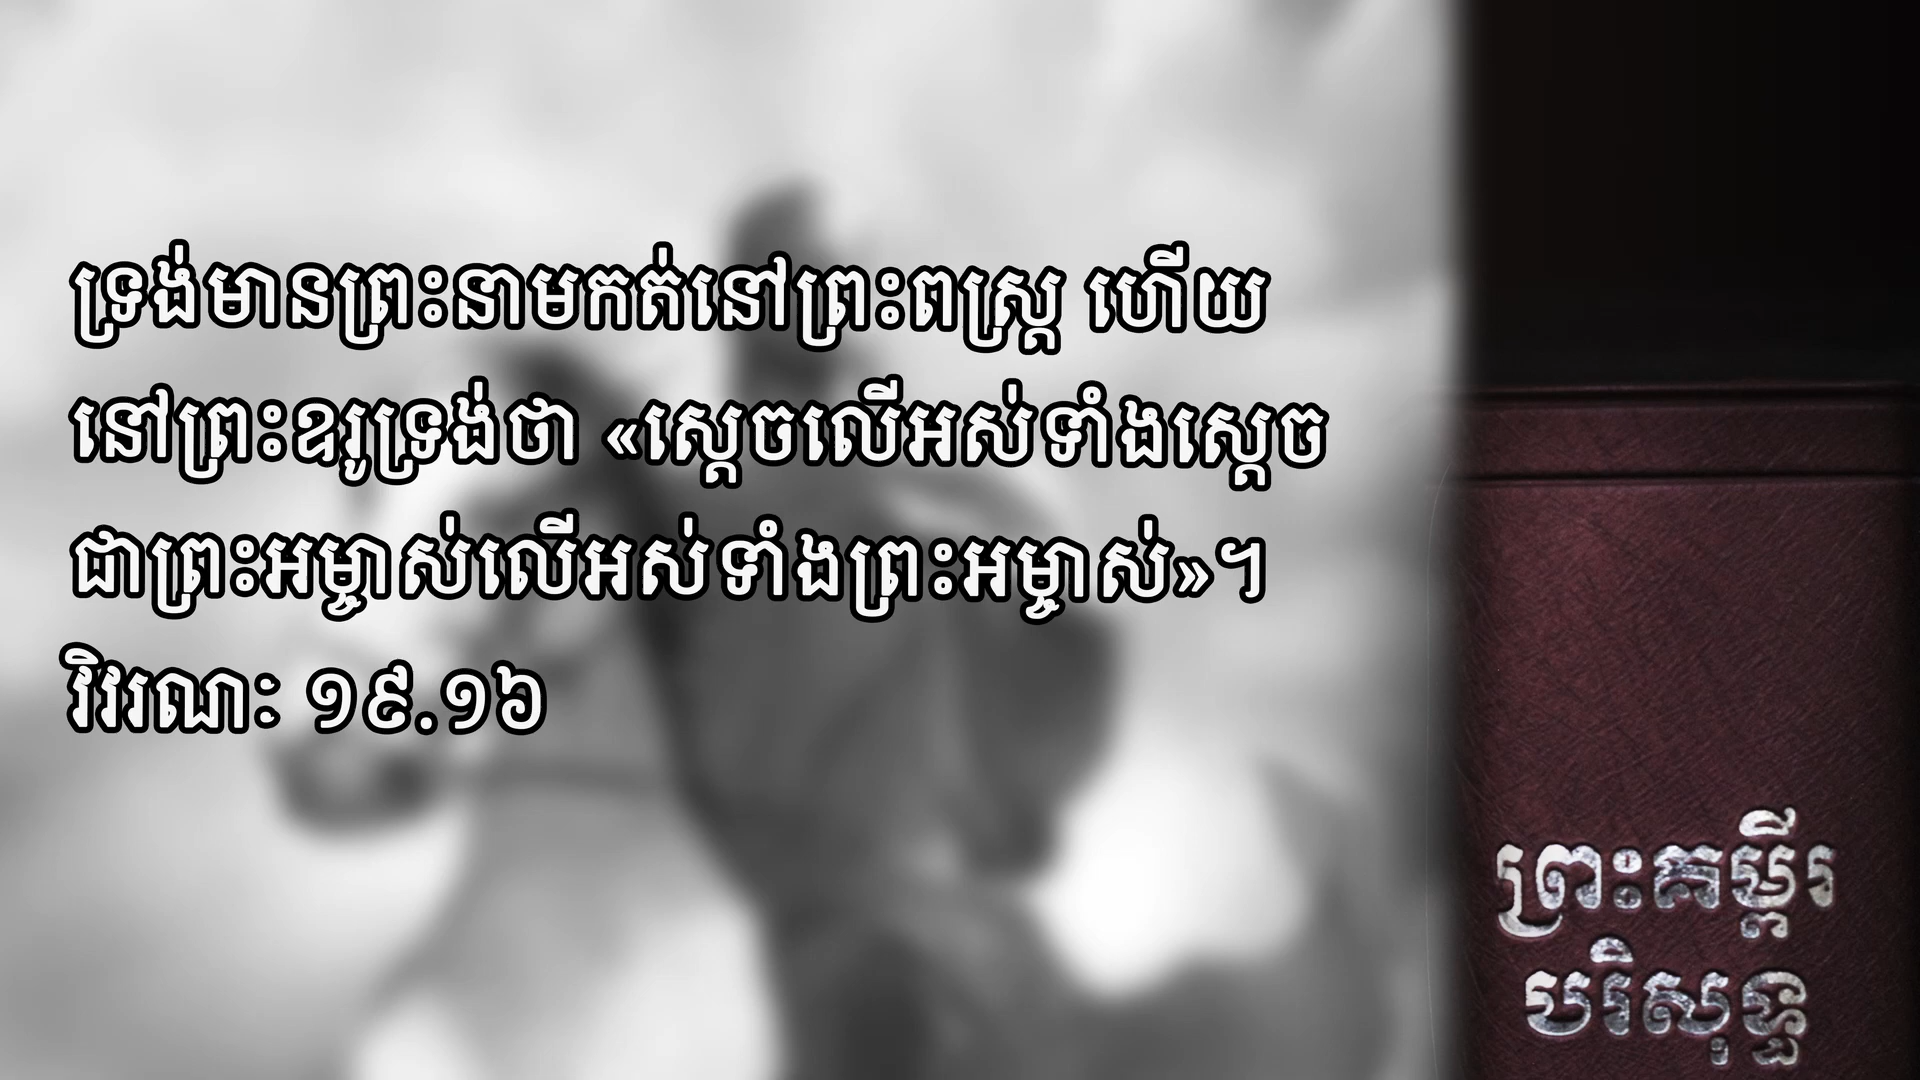 ទ្រង់មានព្រះនាមកត់នៅព្រះពស្ត្រ ហើយ
នៅព្រះឧរូទ្រង់ថា «ស្តេចលើអស់ទាំងស្តេច
ជាព្រះអម្ចាស់លើអស់ទាំងព្រះអម្ចាស់»។
វិវរណៈ ១៩.១៦
ព្រះគម្ពីរ
បរិសុទ្ធ